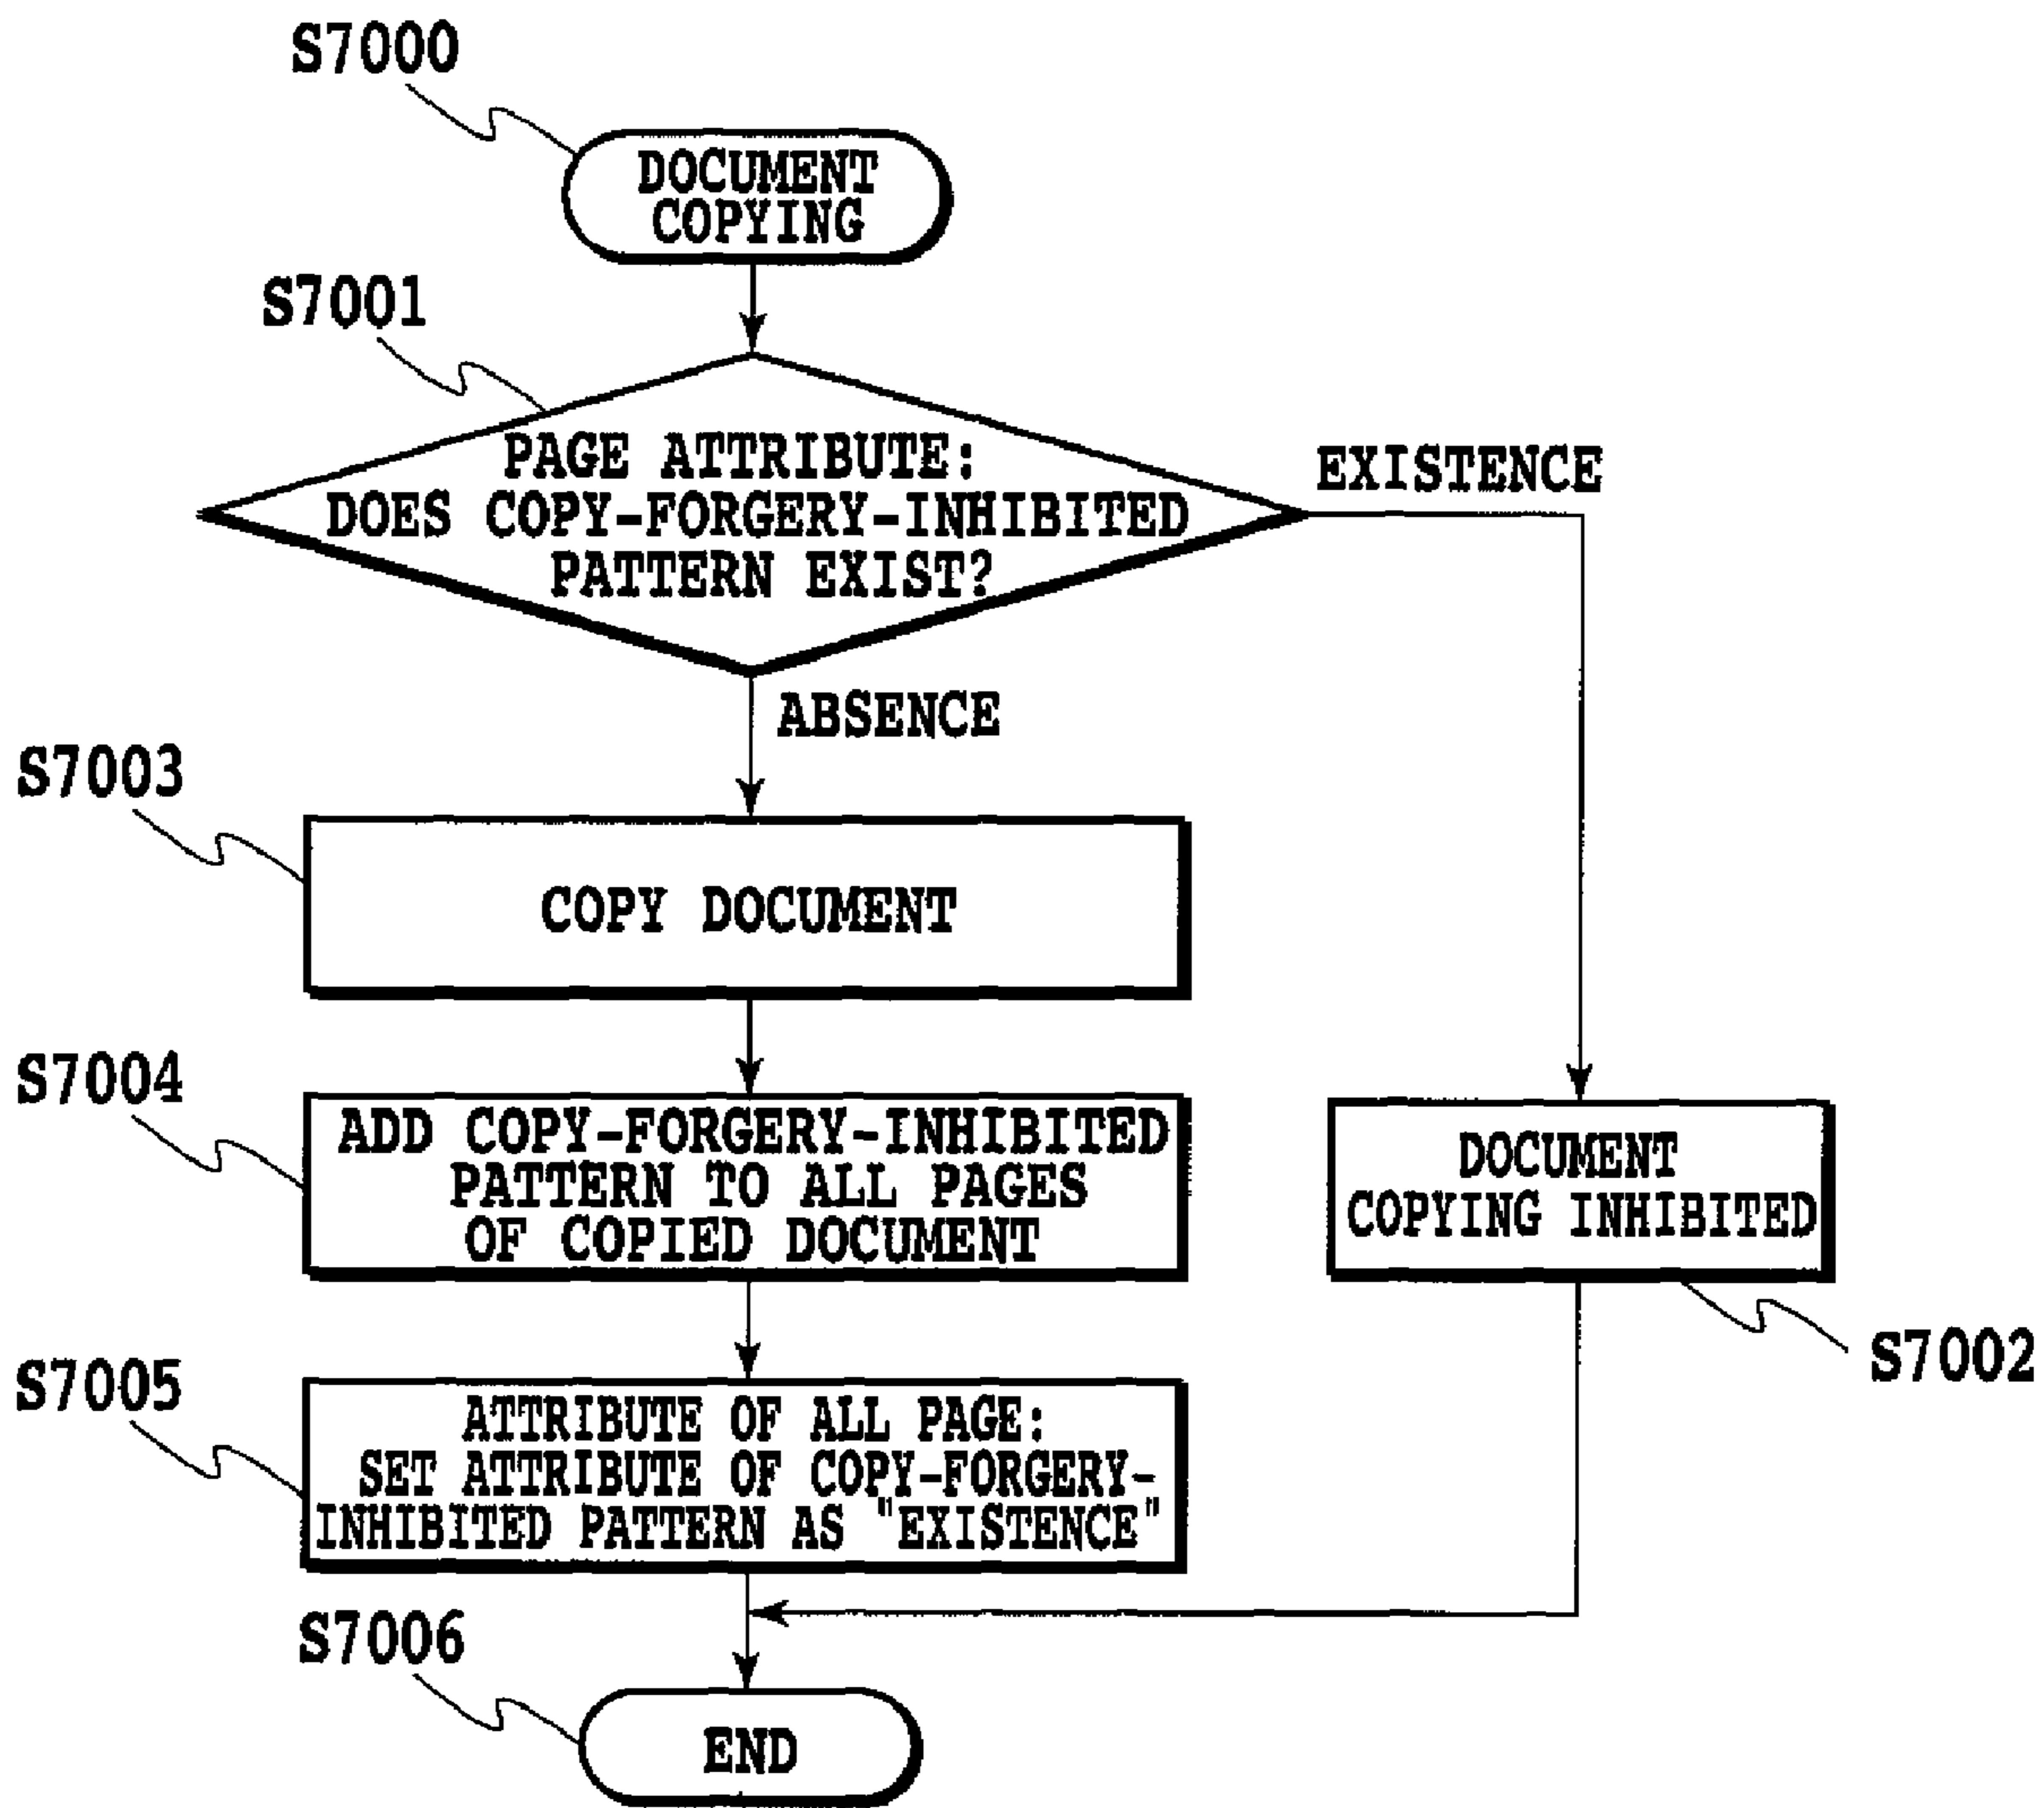 S7000
DOCUMENT
COPYING
S7001
PAGE ATTRIBUTE:
DOES COPY-FORGERY-INHIBITED
PATTERN EXIST?
EXISTENCE
ABSENCE
S7003
COPY DOCUMENT
S7004
ADD COPY-FORGERY-INHIBITED
PATTERN TO ALL PAGES
OF COPIED DOCUMENT
DOCUMENT
COPYING INHIBITED
S7002
S7005
ATTRIBUTE OF ALL PAGE:
SET ATTRIBUTE OF COPY-FORGERY-
INHIBITED PATTERN AS "EXISTENCE"
S7006
END